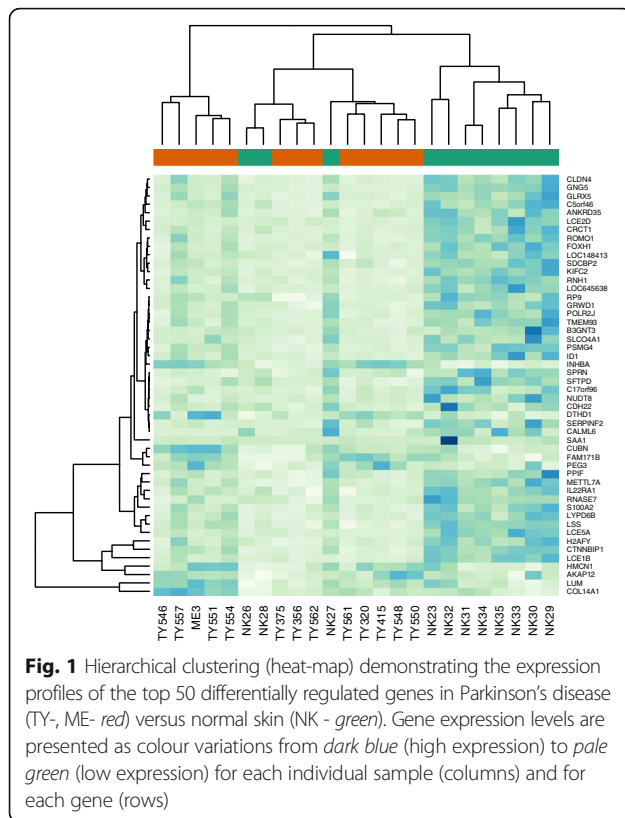 CLDN4
GNG5
GLRX5
C5orf46
ANKRD35
LCE2D
CRCT1
ROMO1
FOXH1
LOC148413
SDCBP2
KIFC2
RNH1
LOC645638
RP9
GRWD1
POLR2J
TMEM93
B3GNT3
SLCO4A1
PSMG4
ID1
INHBA
SPRN
SFTPD
C17orf96
NUDT8
CDH22
DTHD1
SERPINF2
CALML6
SAA1
CUBN
FAM171B
PEG3
PPIF
METTL7A
IL22RA1
RNASE7
S100A2
LYPD6B
LSS
LCE5A
H2AFY
CTNNBIP1
LCE1B
HMCN1
AKAP12
LUM
COL14A1
TY546
TY557
ME3
TY551
TY554
NK26
NK28
TY375
TY356
TY562
NK27
TY561
TY320
TY415
TY548
TY550
NK23
NK32
NK31
NK34
NK35
NK33
NK30
NK29
Fig. 1 Hierarchical clustering (heat-map) demonstrating the expression
profiles of the top 50 differentially regulated genes in Parkinson's disease
(TY-, ME- red) versus normal skin (NK - green). Gene expression levels are
presented as colour variations from dark blue (high expression) to pale
green (low expression) for each individual sample (columns) and for
each gene (rows)